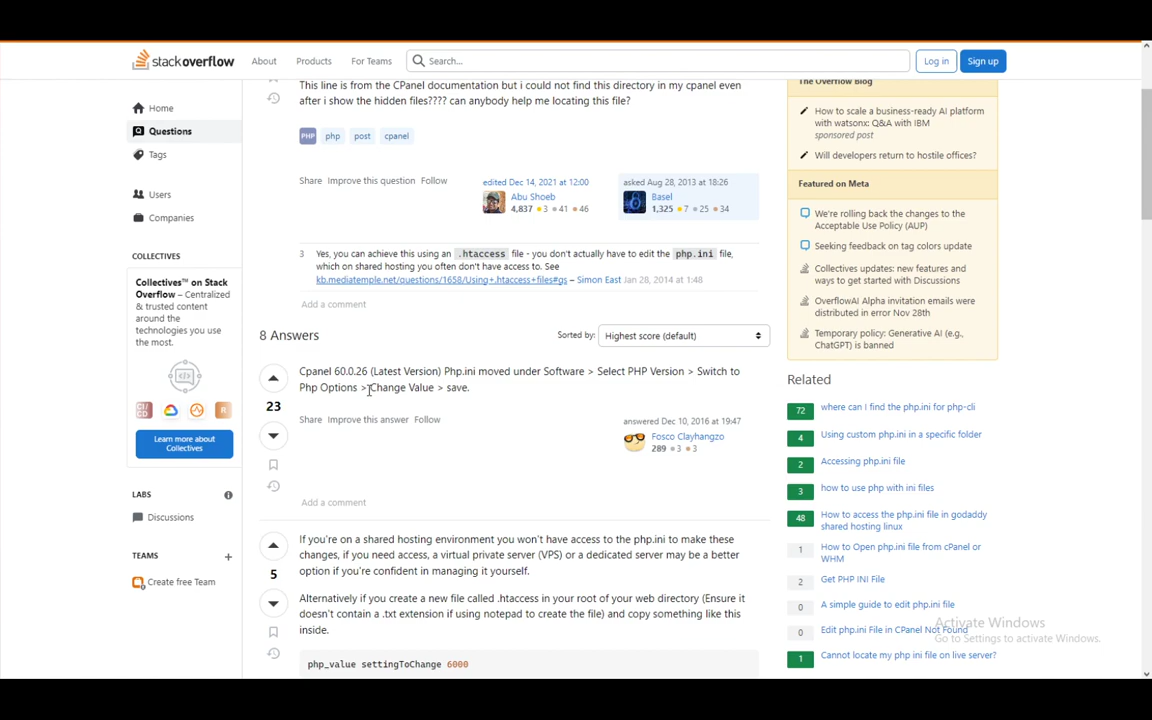 stackoverflow
About
Products
For Teams
Search...
Log in
Sign up
Home
Questions
Tags
Users
Companies
COLLECTIVES
Collectives™ on Stack
Overflow – Centralized
& trusted content
around the
technologies you use
the most.
Learn more about
Collectives
LABS
Discussions
TEAMS
Create free Team
This line is from the CPanel documentation but i could not find this directory in my cpanel even
after i show the hidden files???? can anybody help me locating this file?
PHP php post cpanel
Share Improve this question Follow
edited Dec 14, 2021 at 12:00
Abu Shoeb
4,837 3 41 46
asked Aug 28, 2013 at 18:26
Basel
1,325 7 25 34
3 Yes, you can achieve this using an .htaccess file - you don't actually have to edit the php.ini file,
which on shared hosting you often don't have access to. See
kb.mediatemple.net/questions/1658/Using+.htaccess+files#gs – Simon East Jan 28, 2014 at 1:48
Add a comment
8 Answers
Sorted by: Highest score (default)
Cpanel 60.0.26 (Latest Version) Php.ini moved under Software > Select PHP Version > Switch to
Php Options > Change Value > save.
23
Share Improve this answer Follow
answered Dec 10, 2016 at 19:47
Fosco Clayhangzo
289 3 3
Add a comment
If you're on a shared hosting environment you won't have access to the php.ini to make these
changes, if you need access, a virtual private server (VPS) or a dedicated server may be a better
option if you're confident in managing it yourself.
5
Alternatively if you create a new file called .htaccess in your root of your web directory (Ensure it
doesn't contain a .txt extension if using notepad to create the file) and copy something like this
inside.
php_value settingToChange 6000
The Overflow Blog
How to scale a business-ready AI platform
with watsonx: Q&A with IBM
sponsored post
Will developers return to hostile offices?
Featured on Meta
We're rolling back the changes to the
Acceptable Use Policy (AUP)
Seeking feedback on tag colors update
Collectives updates: new features and
ways to get started with Discussions
OverflowAI Alpha invitation emails were
distributed in error Nov 28th
Temporary policy: Generative AI (e.g.,
ChatGPT) is banned
Related
72 where can I find the php.ini for php-cli
4 Using custom php.ini in a specific folder
2 Accessing php.ini file
3 how to use php with ini files
48 How to access the php.ini file in godaddy
shared hosting linux
1 How to Open php.ini file from cPanel or
WHM
2 Get PHP INI File
0 A simple guide to edit php.ini file
0 Edit php.ini File in CPanel Not Found
1 Cannot locate my php ini file on live server?
Activate Windows
Go to Settings to activate Windows.